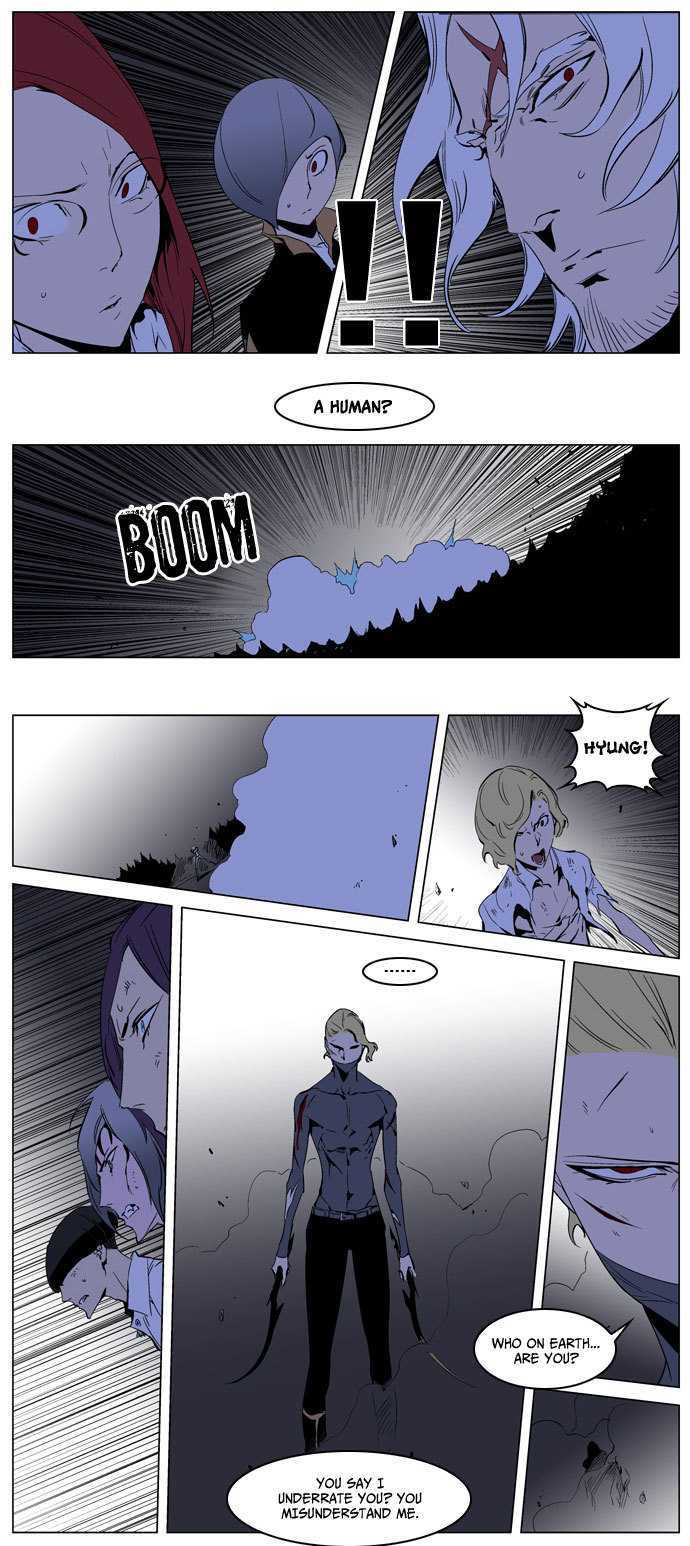 !!
A HUMAN?
BOOM
HYUNG!
------
WHO ON EARTH...
ARE YOU?
YOU SAY I
UNDERRATE YOU? YOU
MISUNDERSTAND ME.